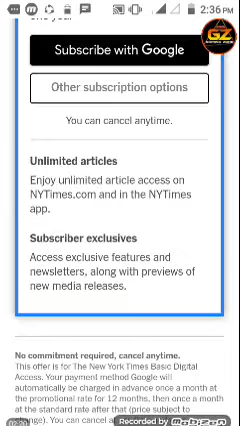 2:36 PM
GZ
one year
Subscribe with Google
Other subscription options
You can cancel anytime.
Unlimited articles
Enjoy unlimited article access on
NYTimes.com and in the NYTimes
app.
Subscriber exclusives
Access exclusive features and
newsletters, along with previews of
new media releases.
No commitment required, cancel anytime.
This offer is for The New York Times Basic Digital
Access. Your payment method Google will
automatically be charged in advance once a month at
the promotional rate for 12 months, then once a month
at the standard rate after that (price subject to
You can cancel
Recorded by Mobizen